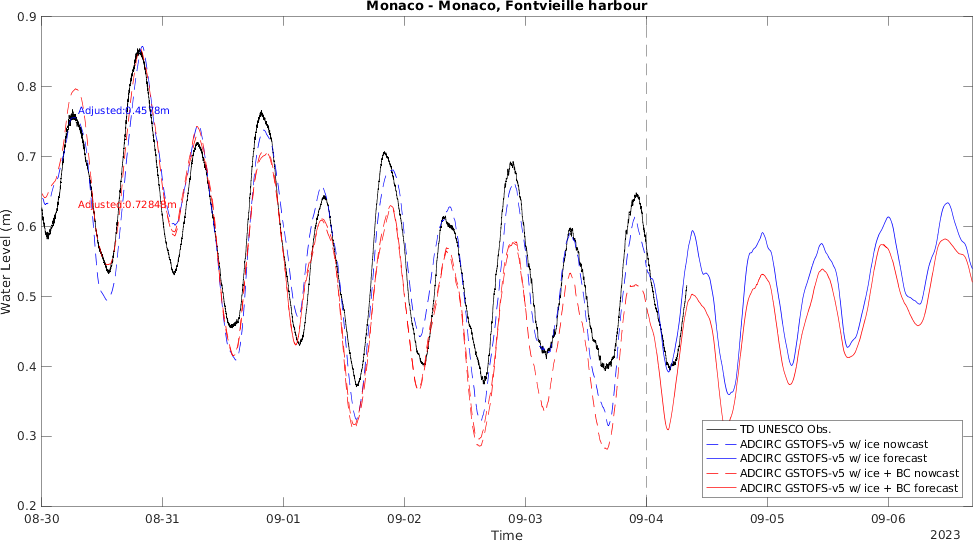 Monaco - Monaco, Fontvieille harbour
Water Level (m)
0.9
0.8
0.7
0.6
0.5
0.4
0.3
0.2
Adjusted:0.4578m
Adjusted:0.72843m
TD UNESCO Obs.
ADCIRC GSTOFS-v5 w/ ice nowcast
ADCIRC GSTOFS-v5 w/ ice forecast
ADCIRC GSTOFS-v5 w/ ice + BC nowcast
ADCIRC GSTOFS-v5 w/ ice + BC forecast
08-30 08-31 09-01 09-02 09-03 09-04 09-05 09-06
Time
2023